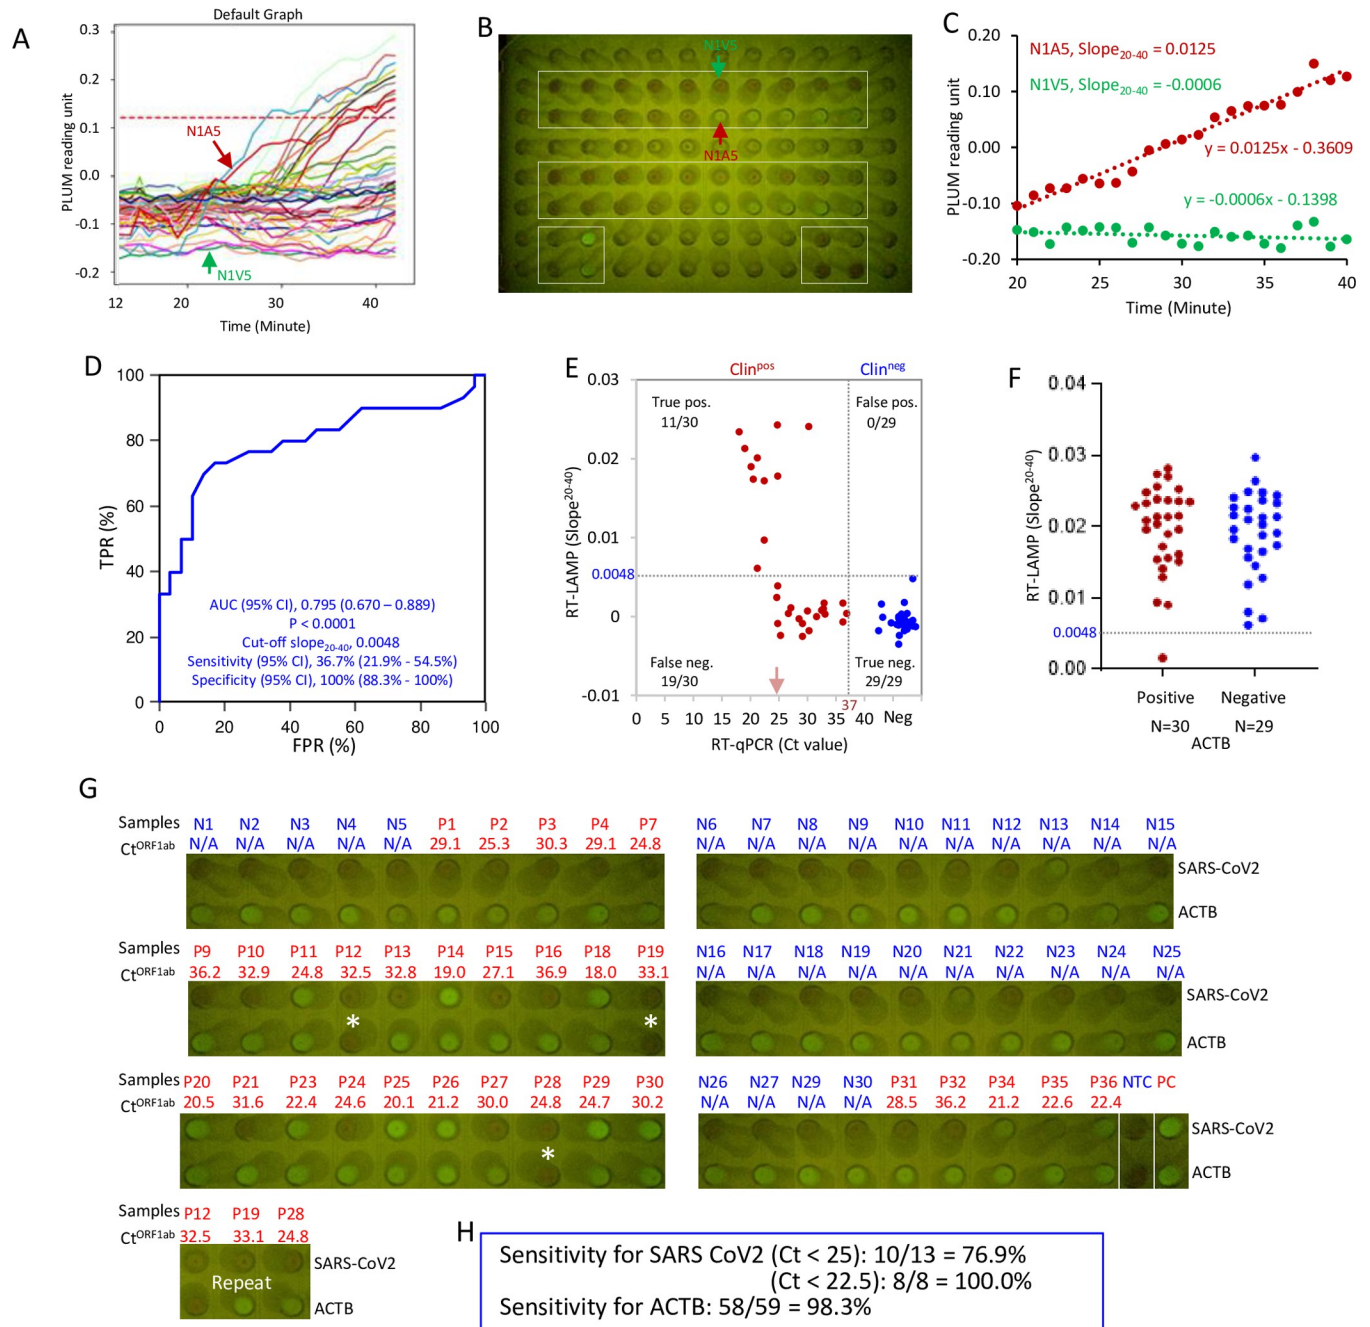 A
Default Graph
PLUM reading unit
0.3
0.2
0.1
0.0
-0.1
-0.2
N1A5
N1V5
12 20 30 40
Time (Minute)
B
N1V5
N1A5
C
PLUM reading unit
0.20
0.10
0.00
-0.10
-0.20
N1A5, Slope20-40 = 0.0125
N1V5, Slope20-40 = -0.0006
y = 0.0125x - 0.3609
y = -0.0006x - 0.1398
20 25 30 35 40
Time (Minute)
D
TPR (%)
100
80
60
40
20
0
AUC (95% CI), 0.795 (0.670 – 0.889)
P < 0.0001
Cut-off slope20-40, 0.0048
Sensitivity (95% CI), 36.7% (21.9% - 54.5%)
Specificity (95% CI), 100% (88.3% - 100%)
0 20 40 60 80 100
FPR (%)
E
Clinpos Clinneg
RT-LAMP (Slope20-40)
0.03
0.02
0.01
0.0048
0
-0.01
True pos.
11/30
False pos.
0/29
False neg.
19/30
True neg.
29/29
37
0 5 10 15 20 25 30 35 40 Neg
RT-qPCR (Ct value)
F
RT-LAMP (Slope20-40)
0.04
0.03
0.02
0.01
0.0048
0.00
Positive Negative
N=30 N=29
ACTB
G
Samples N1 N2 N3 N4 N5 P1 P2 P3 P4 P7
CtORF1ab N/A N/A N/A N/A N/A 29.1 25.3 30.3 29.1 24.8
N6 N7 N8 N9 N10 N11 N12 N13 N14 N15
N/A N/A N/A N/A N/A N/A N/A N/A N/A N/A
SARS-CoV2
ACTB
Samples P9 P10 P11 P12 P13 P14 P15 P16 P18 P19
CtORF1ab 36.2 32.9 24.8 32.5 32.8 19.0 27.1 36.9 18.0 33.1
* *
N16 N17 N18 N19 N20 N21 N22 N23 N24 N25
N/A N/A N/A N/A N/A N/A N/A N/A N/A N/A
SARS-CoV2
ACTB
Samples P20 P21 P23 P24 P25 P26 P27 P28 P29 P30
CtORF1ab 20.5 31.6 22.4 24.6 20.1 21.2 30.0 24.8 24.7 30.2
*
N26 N27 N29 N30 P31 P32 P34 P35 P36 NTC PC
N/A N/A N/A N/A 28.5 36.2 21.2 22.6 22.4
SARS-CoV2
ACTB
Samples P12 P19 P28
CtORF1ab 32.5 33.1 24.8
SARS-CoV2
Repeat
ACTB
H
Sensitivity for SARS CoV2 (Ct < 25): 10/13 = 76.9%
(Ct < 22.5): 8/8 = 100.0%
Sensitivity for ACTB: 58/59 = 98.3%